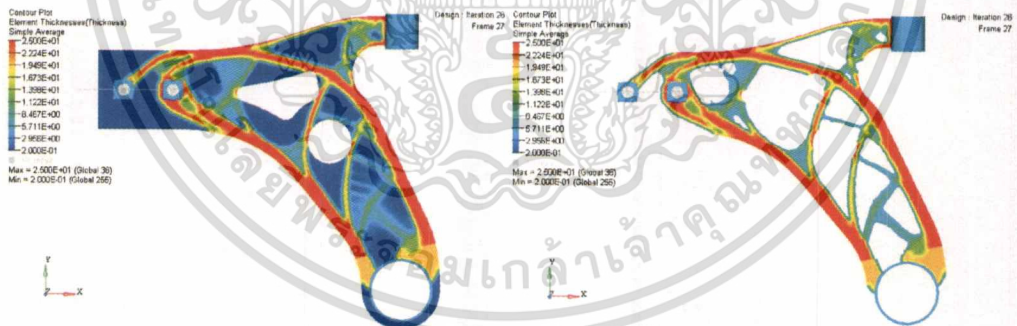 Contour Plot
Element Thicknesses(Thickness)
Simple Average
2.500E+01
2.224E+01
1.949E+01
1.673E+01
1.398E+01
1.122E+01
8.467E+00
5.711E+00
2.956E+00
2.000E-01
Max = 2.500E+01 (Global 36)
Min = 2.000E-01 (Global 256)
Design : Iteration 26
Frame 27
Y
Z
X
Contour Plot
Element Thicknesses(Thickness)
Simple Average
2.500E+01
2.224E+01
1.949E+01
1.673E+01
1.398E+01
1.122E+01
8.467E+00
5.711E+00
2.956E+00
2.000E-01
Max = 2.500E+01 (Global 36)
Min = 2.000E-01 (Global 256)
Design : Iteration 26
Frame 27
Y
Z
X